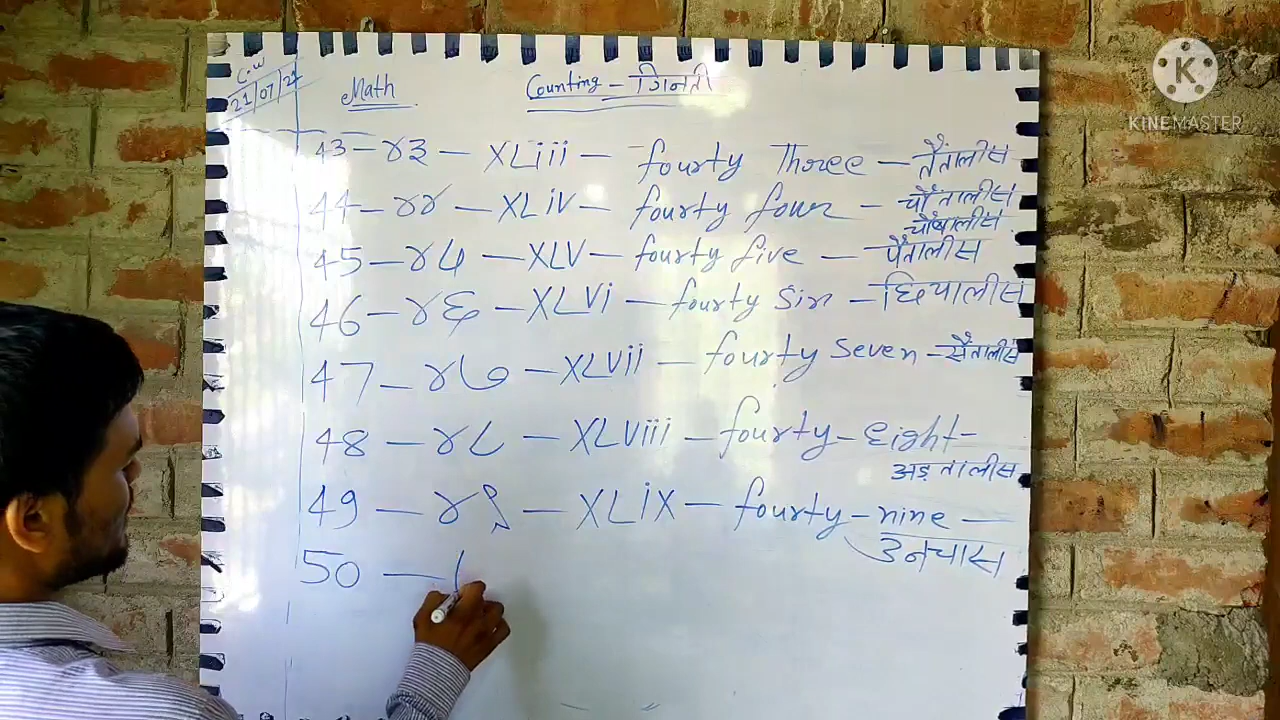 C.W
21/07/2
Math
Counting - गिनती
43 - ४३ - XLiii - fourty Three - तैंतालीस
44 - ४४ - XLiV - fourty four - चौंतालीस
चौंवालीस
45 - ४५ - XLV - fourty five - पैंतालीस
46 - ४६ - XLVi - fourty Six - छियालीस
47 - ४७ - XLVii - fourty Seven - सैंतालीस
48 - ४८ - XLViii - fourty - Eight -
अड़तालीस
49 - ४९ - XLiX - fourty - nine -
उनचास
50 -
K
KINEMASTER